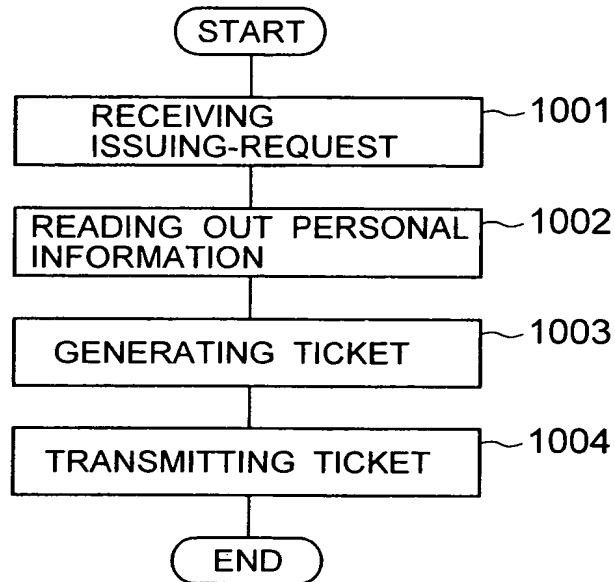 START
RECEIVING
ISSUING-REQUEST
1001
READING OUT PERSONAL
INFORMATION
1002
GENERATING TICKET
1003
TRANSMITTING TICKET
1004
END